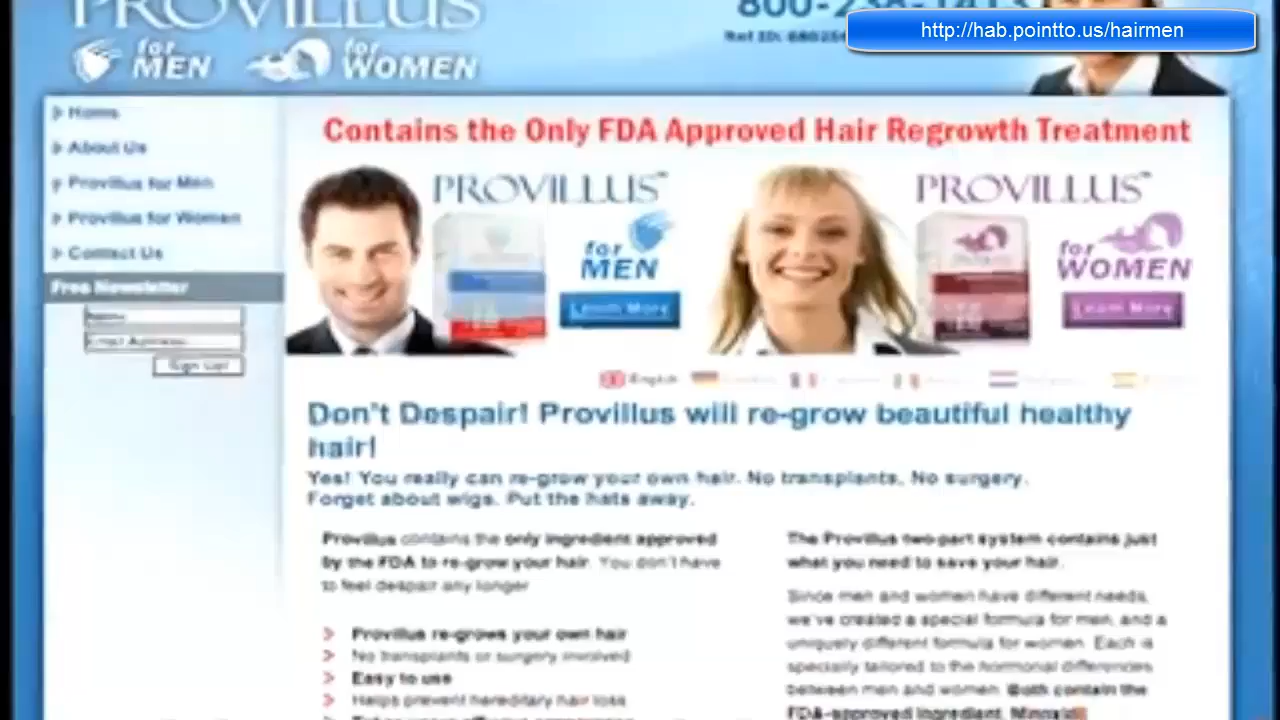 PROVILLUS
for MEN
for WOMEN
http://hab.pointto.us/hairmen
Home
About Us
Provillus for Men
Provillus for Women
Contact Us
Free Newsletter
Name
Email Address
Sign Up!
Contains the Only FDA Approved Hair Regrowth Treatment
PROVILLUS™
for MEN
Learn More
PROVILLUS™
for WOMEN
Learn More
English
Don't Despair! Provillus will re-grow beautiful healthy
hair!
Yes! You really can re-grow your own hair. No transplants, No surgery.
Forget about wigs. Put the hats away.
Provillus contains the only ingredient approved
by the FDA to re-grow your hair. You don't have
to feel despair any longer
Provillus re-grows your own hair
No transplants or surgery involved
Easy to use
Helps prevent hereditary hair loss
The Provillus two-part system contains just
what you need to save your hair.
Since men and women have different needs,
we've created a special formula for men, and a
uniquely different formula for women. Each is
specially tailored to the hormonal differences
between men and women. Both contain the
FDA-approved ingredient,